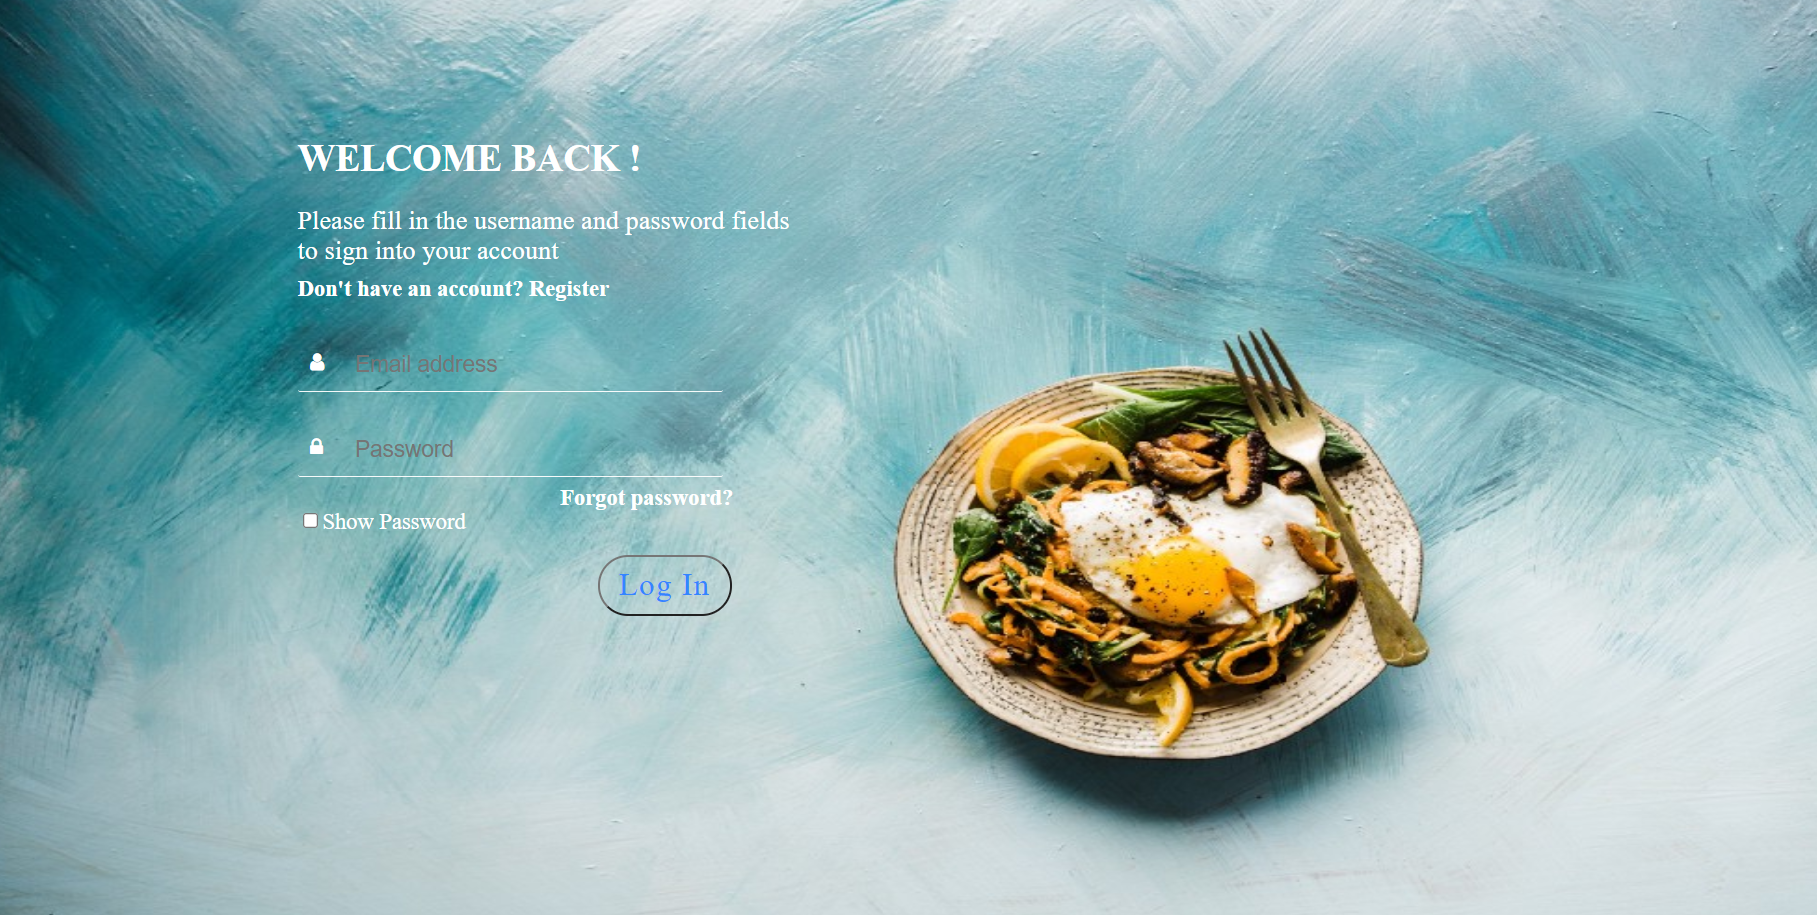 WELCOME BACK !
Please fill in the username and password fields
to sign into your account
Don't have an account? Register
Email address
Password
Forgot password?
Show Password
Log In